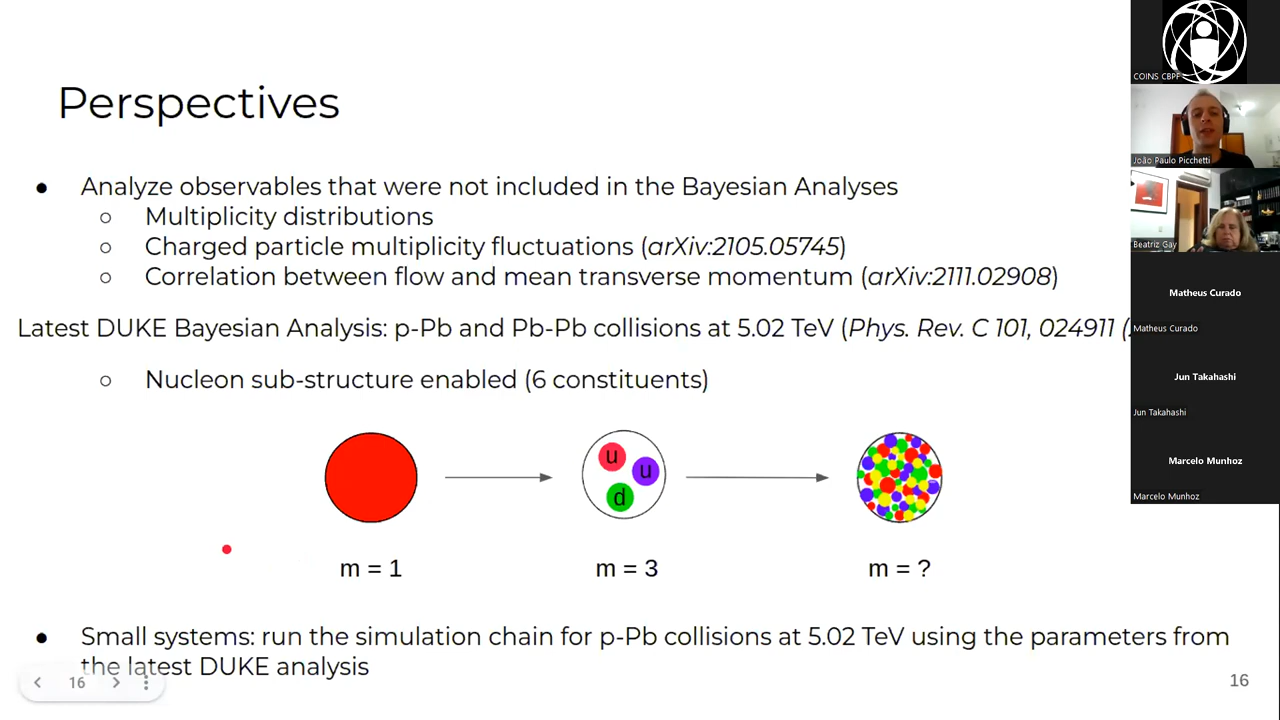 Perspectives
● Analyze observables that were not included in the Bayesian Analyses
○ Multiplicity distributions
○ Charged particle multiplicity fluctuations (arXiv:2105.05745)
○ Correlation between flow and mean transverse momentum (arXiv:2111.02908)
Latest DUKE Bayesian Analysis: p-Pb and Pb-Pb collisions at 5.02 TeV (Phys. Rev. C 101, 024911 (
○ Nucleon sub-structure enabled (6 constituents)
u
u
d
m = 1
m = 3
m = ?
● Small systems: run the simulation chain for p-Pb collisions at 5.02 TeV using the parameters from
the latest DUKE analysis
16
16
COINS CBPF
João Paulo Picchetti
Beatriz Gay
Matheus Curado
Matheus Curado
Jun Takahashi
Jun Takahashi
Marcelo Munhoz
Marcelo Munhoz